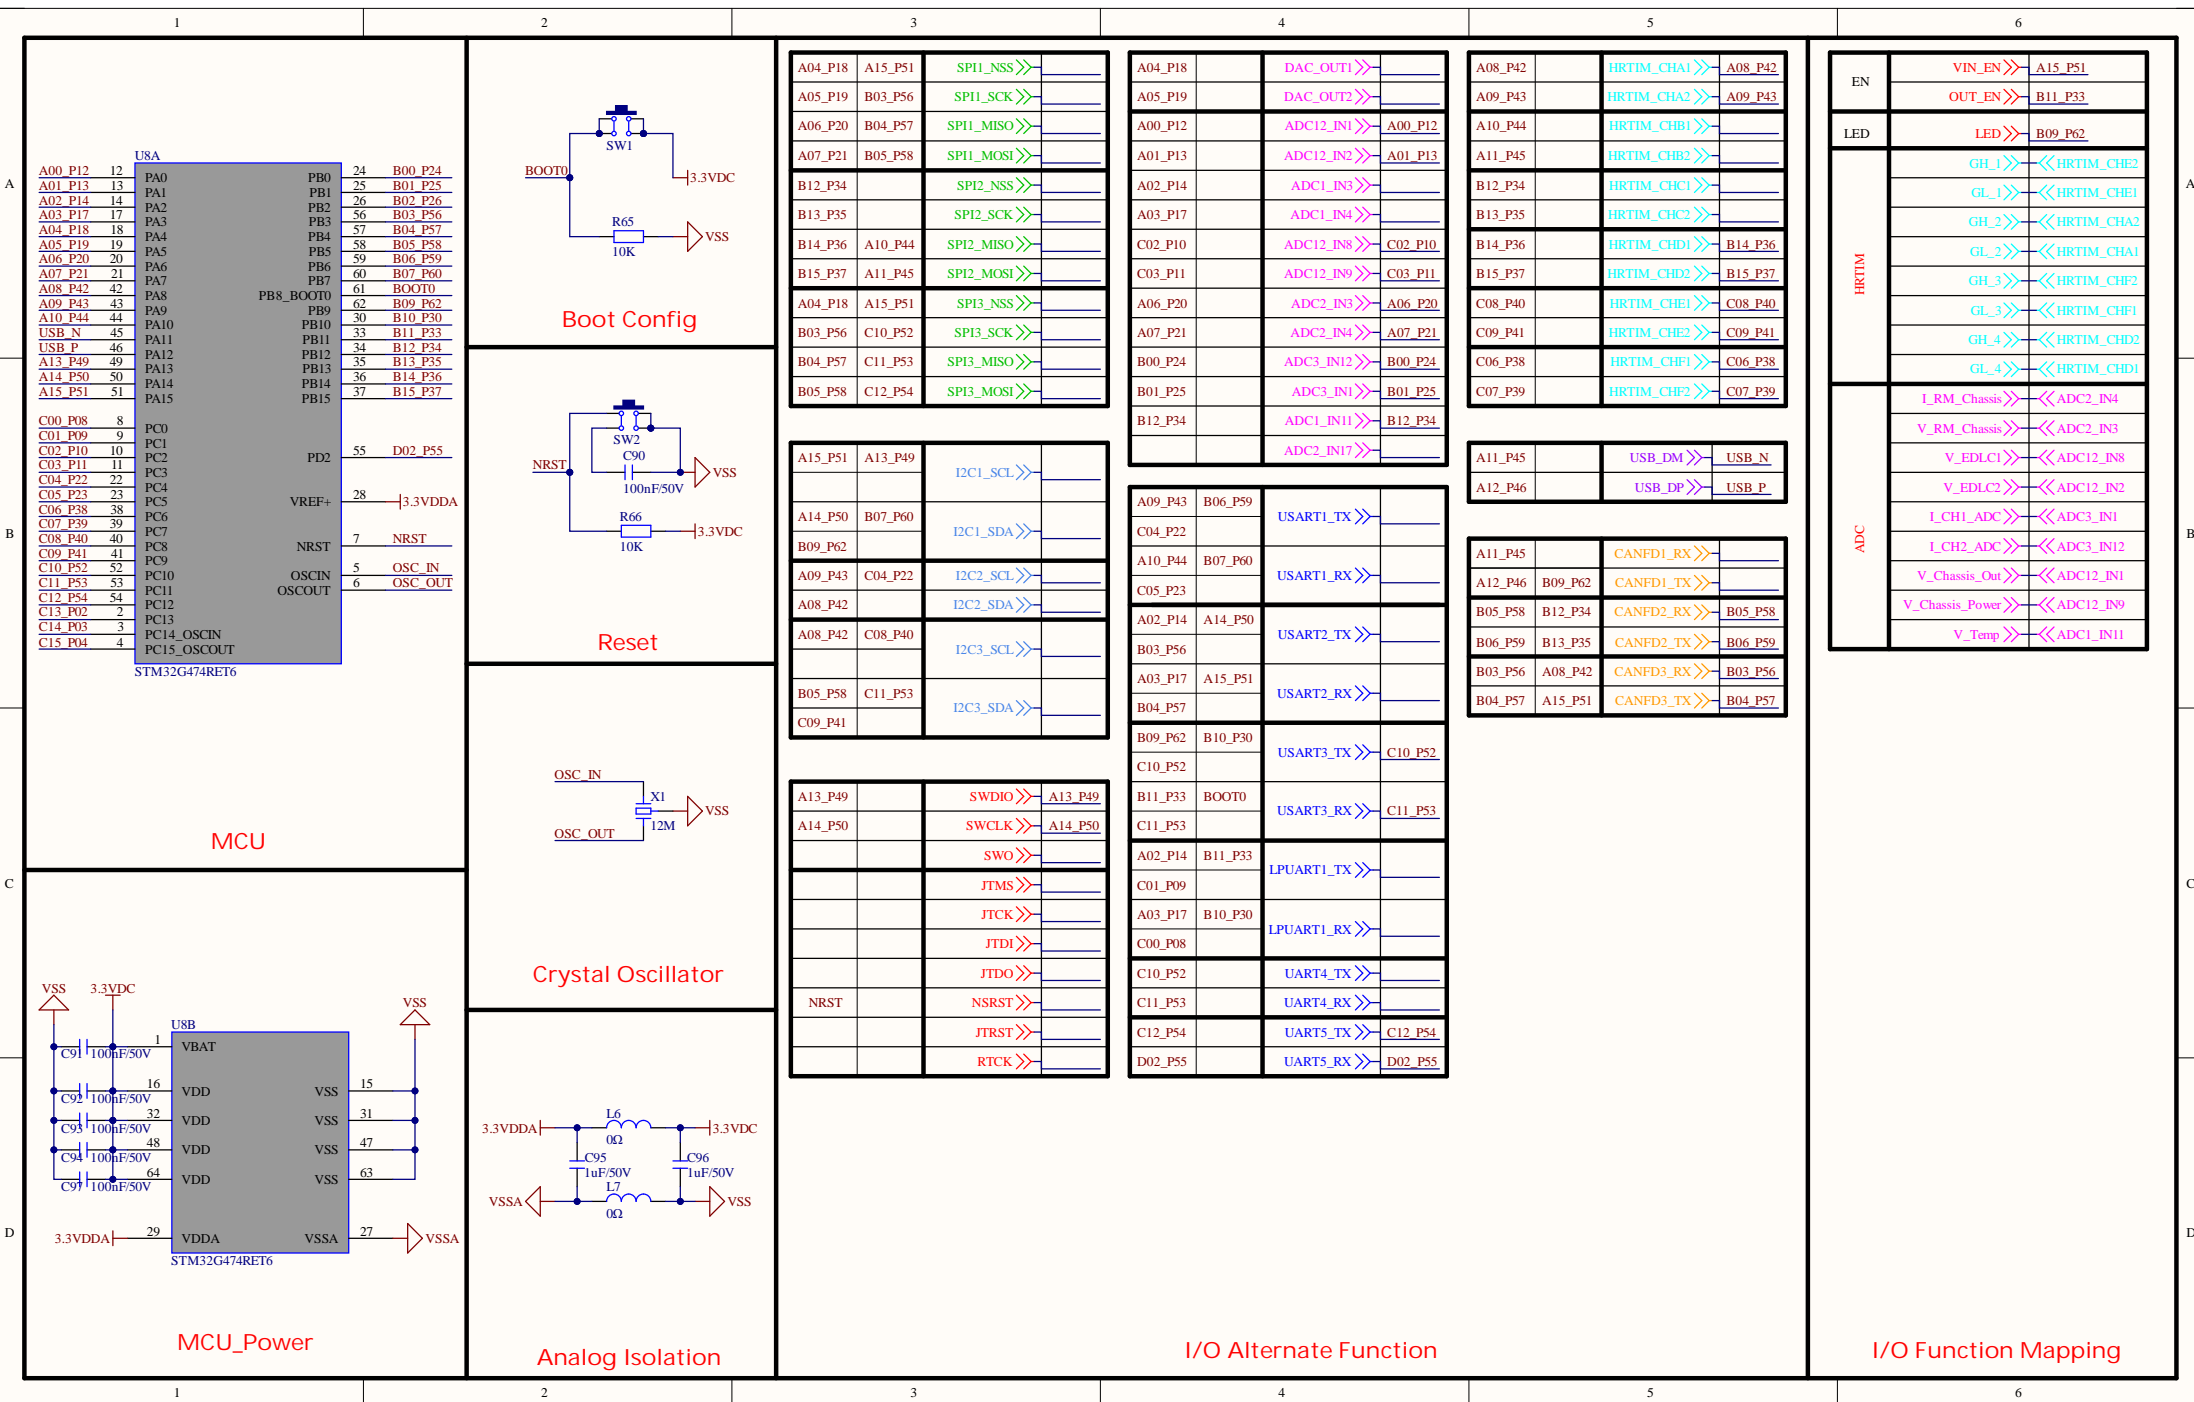 1 2 3 4 5 6
A
B
C
D
U8A
A00_P12 12 PA0
A01_P13 13 PA1
A02_P14 14 PA2
A03_P17 17 PA3
A04_P18 18 PA4
A05_P19 19 PA5
A06_P20 20 PA6
A07_P21 21 PA7
A08_P42 42 PA8
A09_P43 43 PA9
A10_P44 44 PA10
USB_N 45 PA11
USB_P 46 PA12
A13_P49 49 PA13
A14_P50 50 PA14
A15_P51 51 PA15
C00_P08 8 PC0
C01_P09 9 PC1
C02_P10 10 PC2
C03_P11 11 PC3
C04_P22 22 PC4
C05_P23 23 PC5
C06_P38 38 PC6
C07_P39 39 PC7
C08_P40 40 PC8
C09_P41 41 PC9
C10_P52 52 PC10
C11_P53 53 PC11
C12_P54 54 PC12
C13_P02 2 PC13
C14_P03 3 PC14_OSCIN
C15_P04 4 PC15_OSCOUT
PB0 24 B00_P24
PB1 25 B01_P25
PB2 26 B02_P26
PB3 56 B03_P56
PB4 57 B04_P57
PB5 58 B05_P58
PB6 59 B06_P59
PB7 60 B07_P60
PB8_BOOT0 61 BOOT0
PB9 62 B09_P62
PB10 30 B10_P30
PB11 33 B11_P33
PB12 34 B12_P34
PB13 35 B13_P35
PB14 36 B14_P36
PB15 37 B15_P37
PD2 55 D02_P55
VREF+ 28 3.3VDDA
NRST 7 NRST
OSCIN 5 OSC_IN
OSCOUT 6 OSC_OUT
STM32G474RET6
MCU
VSS 3.3VDC VSS
U8B
C91 100nF/50V 1 VBAT
C92 100nF/50V 16 VDD VSS 15
C93 100nF/50V 32 VDD VSS 31
C94 100nF/50V 48 VDD VSS 47
C97 100nF/50V 64 VDD VSS 63
3.3VDDA 29 VDDA VSSA 27 VSSA
STM32G474RET6
MCU_Power
SW1
BOOT0 3.3VDC
R65
VSS
10K
Boot Config
SW2
NRST C90 VSS
100nF/50V
R66
3.3VDC
10K
Reset
OSC_IN
X1
VSS
12M
OSC_OUT
Crystal Oscillator
3.3VDDA L6 3.3VDC
0Ω
C95 C96
1uF/50V 1uF/50V
VSSA L7 VSS
0Ω
Analog Isolation
A04_P18 A15_P51 SPI1_NSS
A05_P19 B03_P56 SPI1_SCK
A06_P20 B04_P57 SPI1_MISO
A07_P21 B05_P58 SPI1_MOSI
B12_P34 SPI2_NSS
B13_P35 SPI2_SCK
B14_P36 A10_P44 SPI2_MISO
B15_P37 A11_P45 SPI2_MOSI
A04_P18 A15_P51 SPI3_NSS
B03_P56 C10_P52 SPI3_SCK
B04_P57 C11_P53 SPI3_MISO
B05_P58 C12_P54 SPI3_MOSI
A15_P51 A13_P49 I2C1_SCL
A14_P50 B07_P60 I2C1_SDA
B09_P62
A09_P43 C04_P22 I2C2_SCL
A08_P42 I2C2_SDA
A08_P42 C08_P40 I2C3_SCL
B05_P58 C11_P53 I2C3_SDA
C09_P41
A13_P49 SWDIO A13_P49
A14_P50 SWCLK A14_P50
SWO
JTMS
JTCK
JTDI
JTDO
NRST NSRST
JTRST
RTCK
A04_P18 DAC_OUT1
A05_P19 DAC_OUT2
A00_P12 ADC12_IN1 A00_P12
A01_P13 ADC12_IN2 A01_P13
A02_P14 ADC1_IN3
A03_P17 ADC1_IN4
C02_P10 ADC12_IN8 C02_P10
C03_P11 ADC12_IN9 C03_P11
A06_P20 ADC2_IN3 A06_P20
A07_P21 ADC2_IN4 A07_P21
B00_P24 ADC3_IN12 B00_P24
B01_P25 ADC3_IN1 B01_P25
B12_P34 ADC1_IN11 B12_P34
ADC2_IN17
A09_P43 B06_P59 USART1_TX
C04_P22
A10_P44 B07_P60 USART1_RX
C05_P23
A02_P14 A14_P50 USART2_TX
B03_P56
A03_P17 A15_P51 USART2_RX
B04_P57
B09_P62 B10_P30 USART3_TX C10_P52
C10_P52
B11_P33 BOOT0 USART3_RX C11_P53
C11_P53
A02_P14 B11_P33 LPUART1_TX
C01_P09
A03_P17 B10_P30 LPUART1_RX
C00_P08
C10_P52 UART4_TX
C11_P53 UART4_RX
C12_P54 UART5_TX C12_P54
D02_P55 UART5_RX D02_P55
A08_P42 HRTIM_CHA1 A08_P42
A09_P43 HRTIM_CHA2 A09_P43
A10_P44 HRTIM_CHB1
A11_P45 HRTIM_CHB2
B12_P34 HRTIM_CHC1
B13_P35 HRTIM_CHC2
B14_P36 HRTIM_CHD1 B14_P36
B15_P37 HRTIM_CHD2 B15_P37
C08_P40 HRTIM_CHE1 C08_P40
C09_P41 HRTIM_CHE2 C09_P41
C06_P38 HRTIM_CHF1 C06_P38
C07_P39 HRTIM_CHF2 C07_P39
A11_P45 USB_DM USB_N
A12_P46 USB_DP USB_P
A11_P45 CANFD1_RX
A12_P46 B09_P62 CANFD1_TX
B05_P58 B12_P34 CANFD2_RX B05_P58
B06_P59 B13_P35 CANFD2_TX B06_P59
B03_P56 A08_P42 CANFD3_RX B03_P56
B04_P57 A15_P51 CANFD3_TX B04_P57
I/O Alternate Function
EN VIN_EN A15_P51
OUT_EN B11_P33
LED LED B09_P62
HRTIM
GH_1 HRTIM_CHE2
GL_1 HRTIM_CHE1
GH_2 HRTIM_CHA2
GL_2 HRTIM_CHA1
GH_3 HRTIM_CHF2
GL_3 HRTIM_CHF1
GH_4 HRTIM_CHD2
GL_4 HRTIM_CHD1
ADC
I_RM_Chassis ADC2_IN4
V_RM_Chassis ADC2_IN3
V_EDLC1 ADC12_IN8
V_EDLC2 ADC12_IN2
I_CH1_ADC ADC3_IN1
I_CH2_ADC ADC3_IN12
V_Chassis_Out ADC12_IN1
V_Chassis_Power ADC12_IN9
V_Temp ADC1_IN11
I/O Function Mapping
A
B
C
D
1 2 3 4 5 6